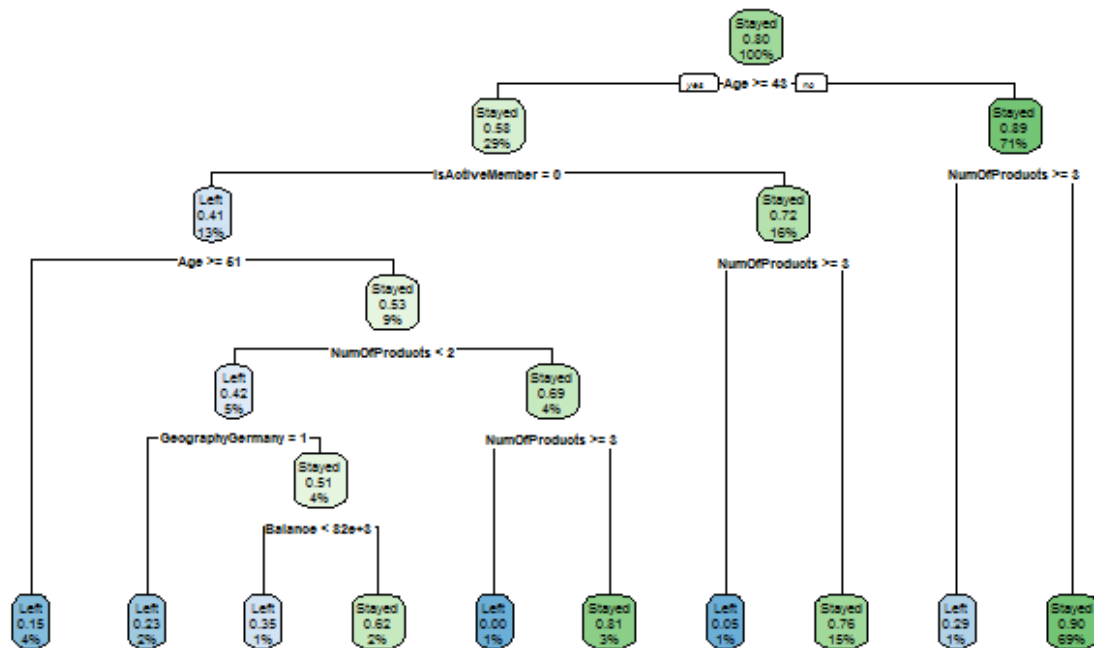 Stayed
0.80
100%
yes Age >= 43 no
Stayed
0.58
29%
Stayed
0.89
71%
IsActiveMember = 0
NumOfProducts >= 3
Left
0.41
13%
Stayed
0.72
16%
Age >= 51
NumOfProducts >= 3
Stayed
0.53
9%
NumOfProducts < 2
Left
0.42
5%
Stayed
0.69
4%
GeographyGermany = 1
NumOfProducts >= 3
Stayed
0.51
4%
Balance < 82e+3
Left
0.15
4%
Left
0.23
2%
Left
0.35
1%
Stayed
0.62
2%
Left
0.00
1%
Stayed
0.81
3%
Left
0.05
1%
Stayed
0.76
15%
Left
0.29
1%
Stayed
0.90
69%